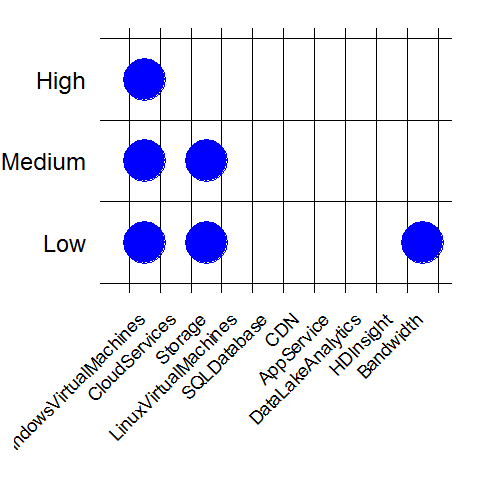 High
Medium
Low
ndowsVirtualMachines
CloudServices
Storage
LinuxVirtualMachines
SQLDatabase
CDN
AppService
DataLakeAnalytics
HDInsight
Bandwidth